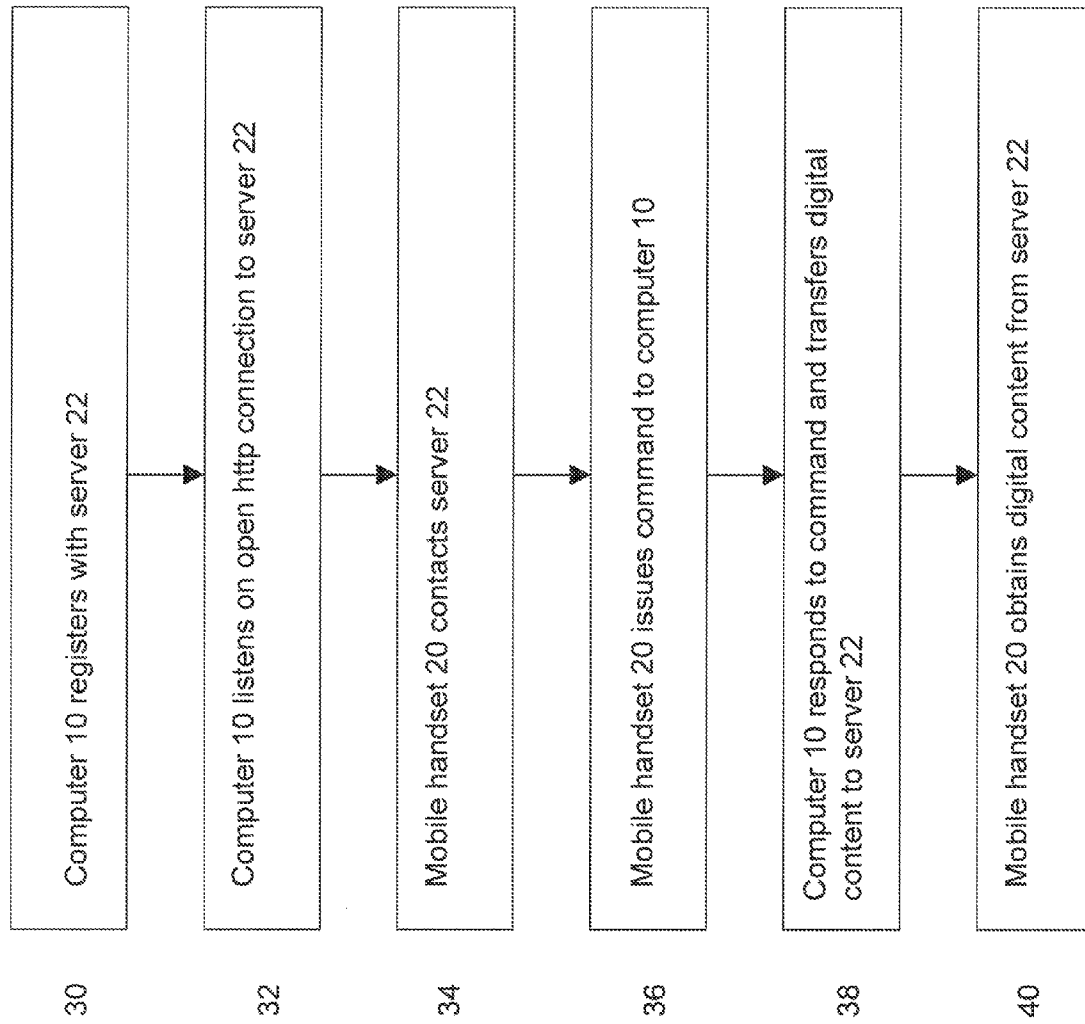 30
Computer 10 registers with server 22
32
Computer 10 listens on open http connection to server 22
34
Mobile handset 20 contacts server 22
36
Mobile handset 20 issues command to computer 10
38
Computer 10 responds to command and transfers digital
content to server 22
40
Mobile handset 20 obtains digital content from server 22